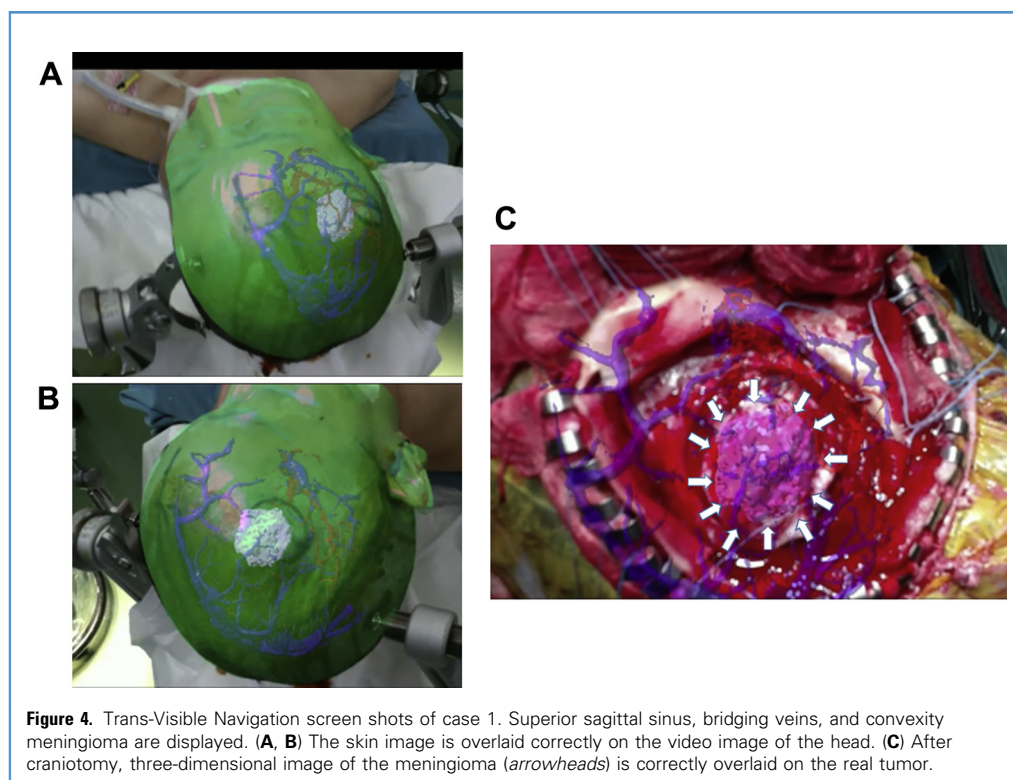 A
B
C
Figure 4. Trans-Visible Navigation screen shots of case 1. Superior sagittal sinus, bridging veins, and convexity
meningioma are displayed. (A, B) The skin image is overlaid correctly on the video image of the head. (C) After
craniotomy, three-dimensional image of the meningioma (arrowheads) is correctly overlaid on the real tumor.